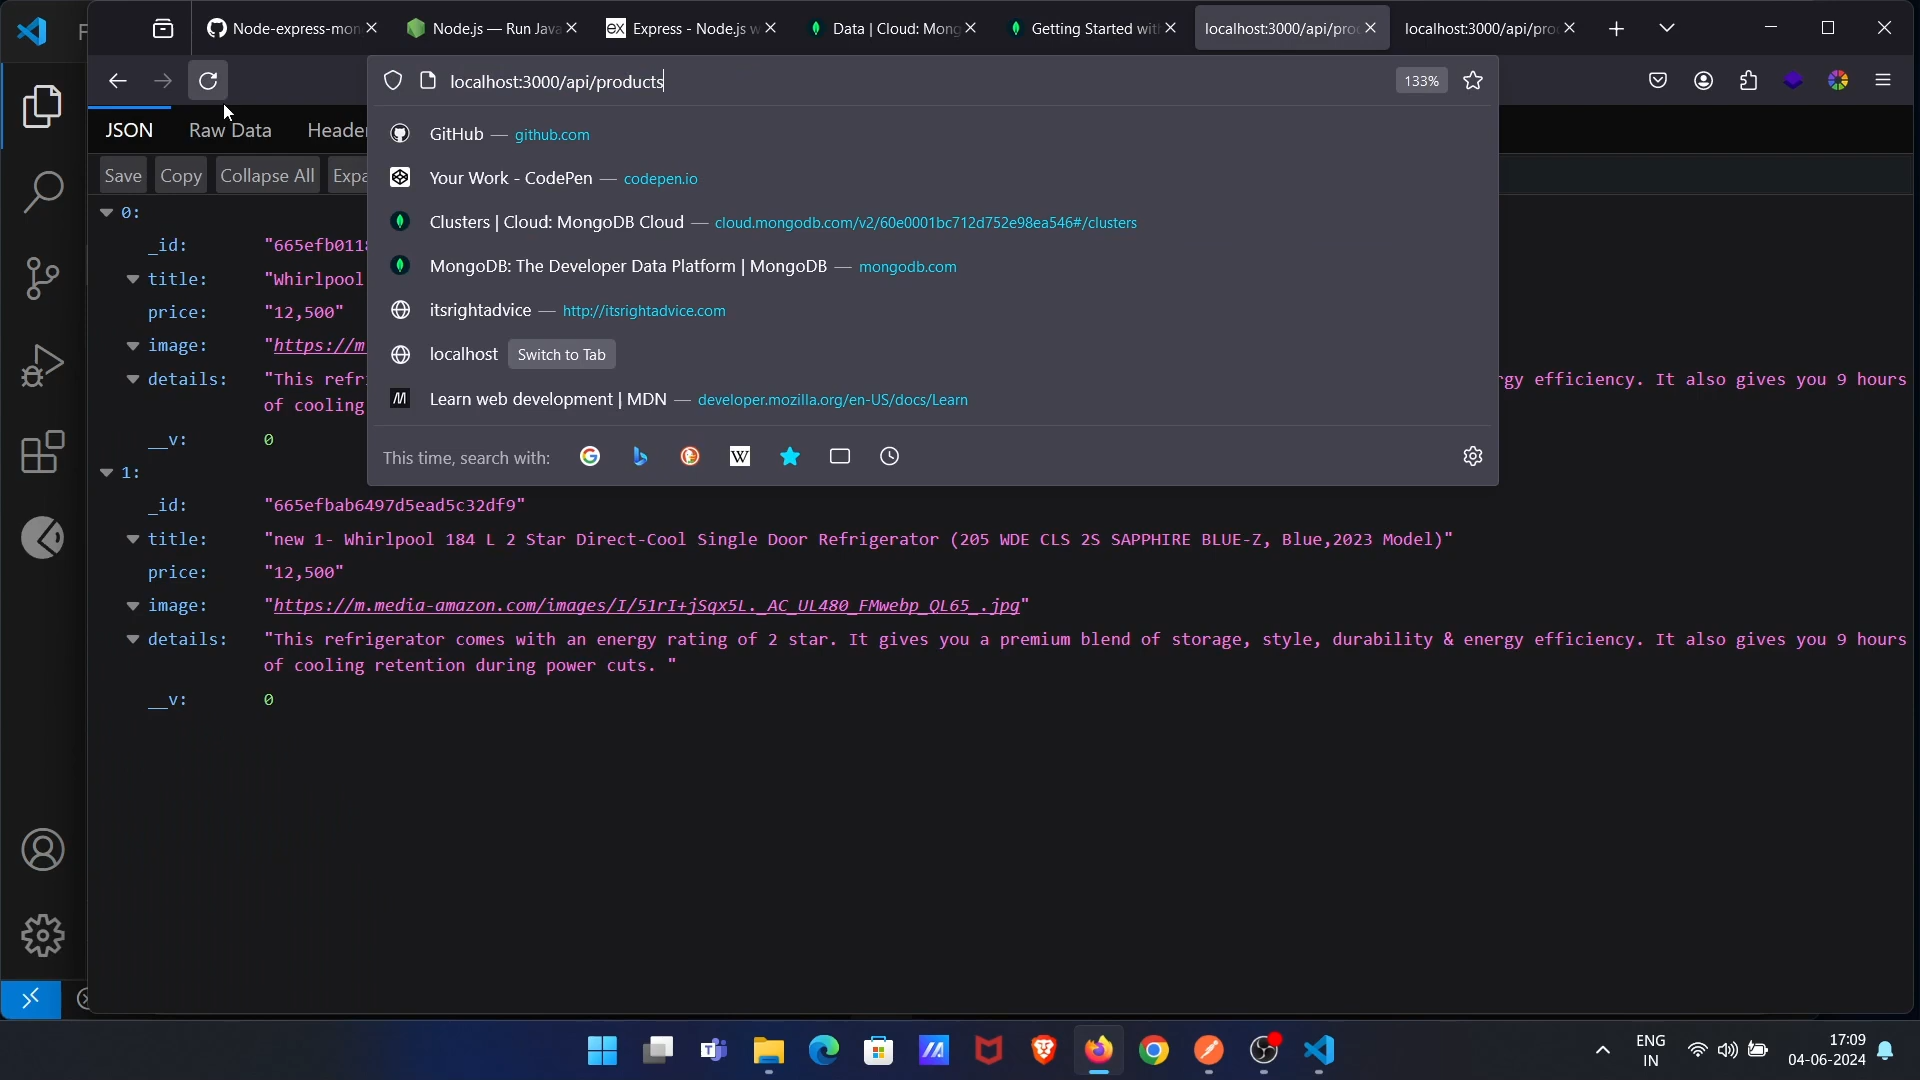 F
Node-express-mon
Node.js — Run Java
Express - Node.js w
Data | Cloud: Mong
Getting Started wit
localhost:3000/api/pro
localhost:3000/api/pro
localhost:3000/api/products
133%
JSON
Raw Data
Header
GitHub — github.com
Save
Copy
Collapse All
Expa
Your Work - CodePen — codepen.io
0:
Clusters | Cloud: MongoDB Cloud — cloud.mongodb.com/v2/60e0001bc712d752e98ea546#/clusters
_id:
"665efb0118
MongoDB: The Developer Data Platform | MongoDB — mongodb.com
title:
"Whirlpool
price:
"12,500"
itsrightadvice — http://itsrightadvice.com
image:
"https://m
localhost
Switch to Tab
details:
"This refr
rgy efficiency. It also gives you 9 hours
of cooling
Learn web development | MDN — developer.mozilla.org/en-US/docs/Learn
__v:
0
This time, search with:
1:
_id:
"665efbab6497d5ead5c32df9"
title:
"new 1- Whirlpool 184 L 2 Star Direct-Cool Single Door Refrigerator (205 WDE CLS 2S SAPPHIRE BLUE-Z, Blue,2023 Model)"
price:
"12,500"
image:
"https://m.media-amazon.com/images/I/51rI+jSqx5L._AC_UL480_FMwebp_QL65_.jpg"
details:
"This refrigerator comes with an energy rating of 2 star. It gives you a premium blend of storage, style, durability & energy efficiency. It also gives you 9 hours
of cooling retention during power cuts. "
__v:
0
ENG
IN
17:09
04-06-2024